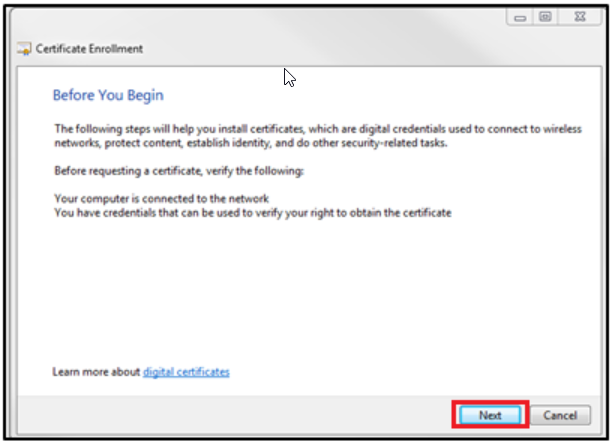 Certificate Enrollment
Before You Begin
The following steps will help you install certificates, which are digital credentials used to connect to wireless
networks, protect content, establish identity, and do other security-related tasks.
Before requesting a certificate, verify the following:
Your computer is connected to the network
You have credentials that can be used to verify your right to obtain the certificate
Learn more about digital certificates
Next Cancel